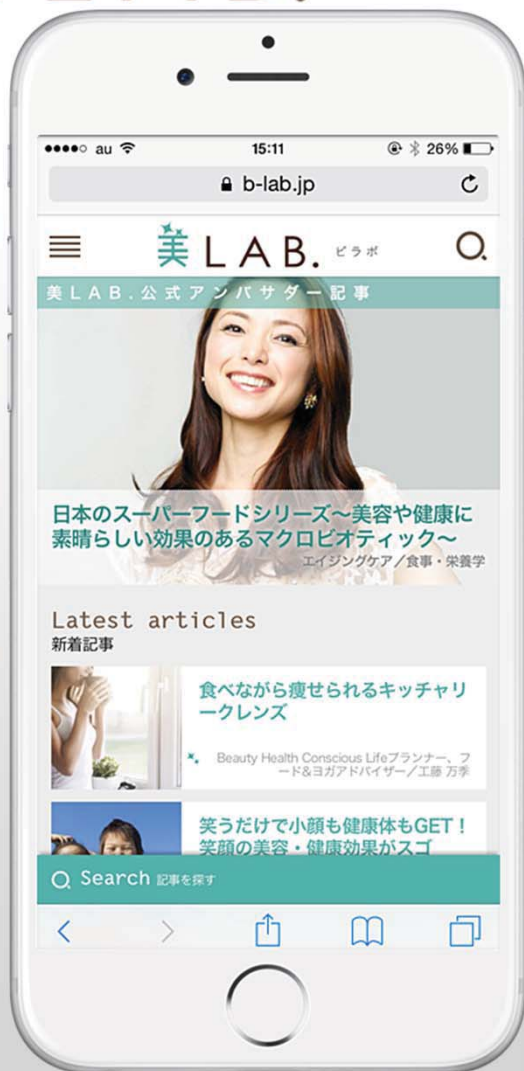 au 15:11 26%
b-lab.jp
美LAB. ビラボ
美LAB.公式アンバサダー記事
日本のスーパーフードシリーズ〜美容や健康に
素晴らしい効果のあるマクロビオティック〜
エイジングケア／食事・栄養学
Latest articles
新着記事
食べながら痩せられるキッチャリ
ークレンズ
Beauty Health Conscious Lifeプランナー、フ
ード&ヨガアドバイザー／工藤 万季
笑うだけで小顔も健康体もGET！
笑顔の美容・健康効果がスゴ
Search 記事を探す